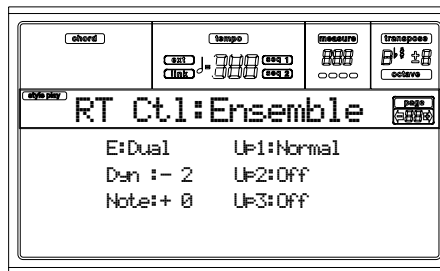 chord tempo measure transpose
ext seq 1
link seq 2
octave
style play page
RT Ctl:Ensemble
E:Dual Up1:Normal
Dyn :- 2 Up2:Off
Note:+ 0 Up3:Off